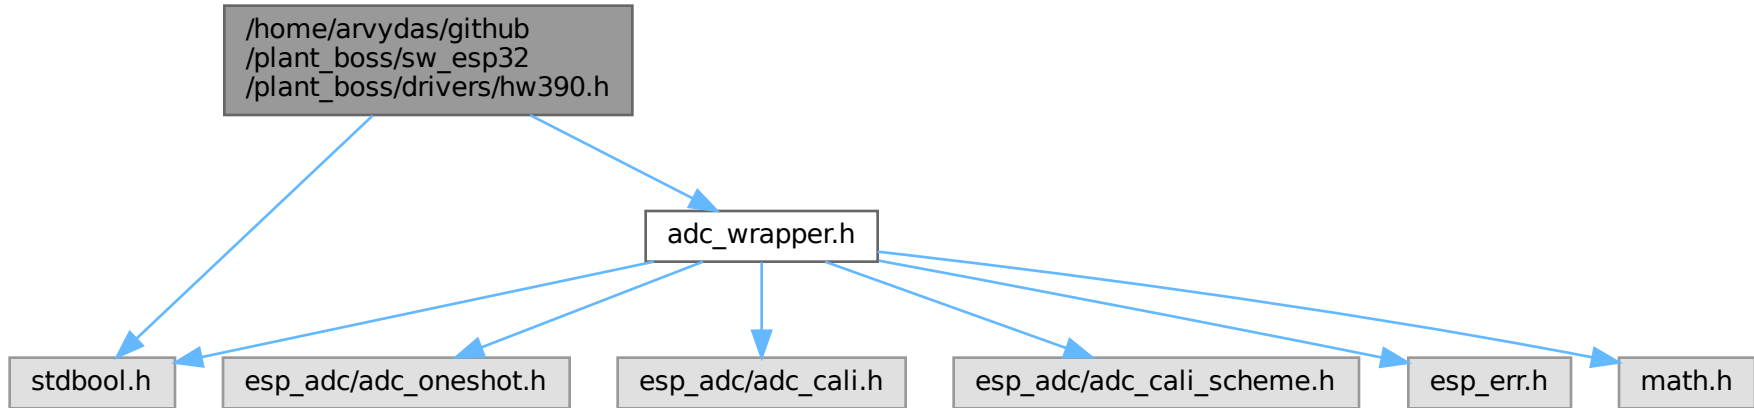 /home/arvydas/github
/plant_boss/sw_esp32
/plant_boss/drivers/hw390.h
adc_wrapper.h
stdbool.h
esp_adc/adc_oneshot.h
esp_adc/adc_cali.h
esp_adc/adc_cali_scheme.h
esp_err.h
math.h